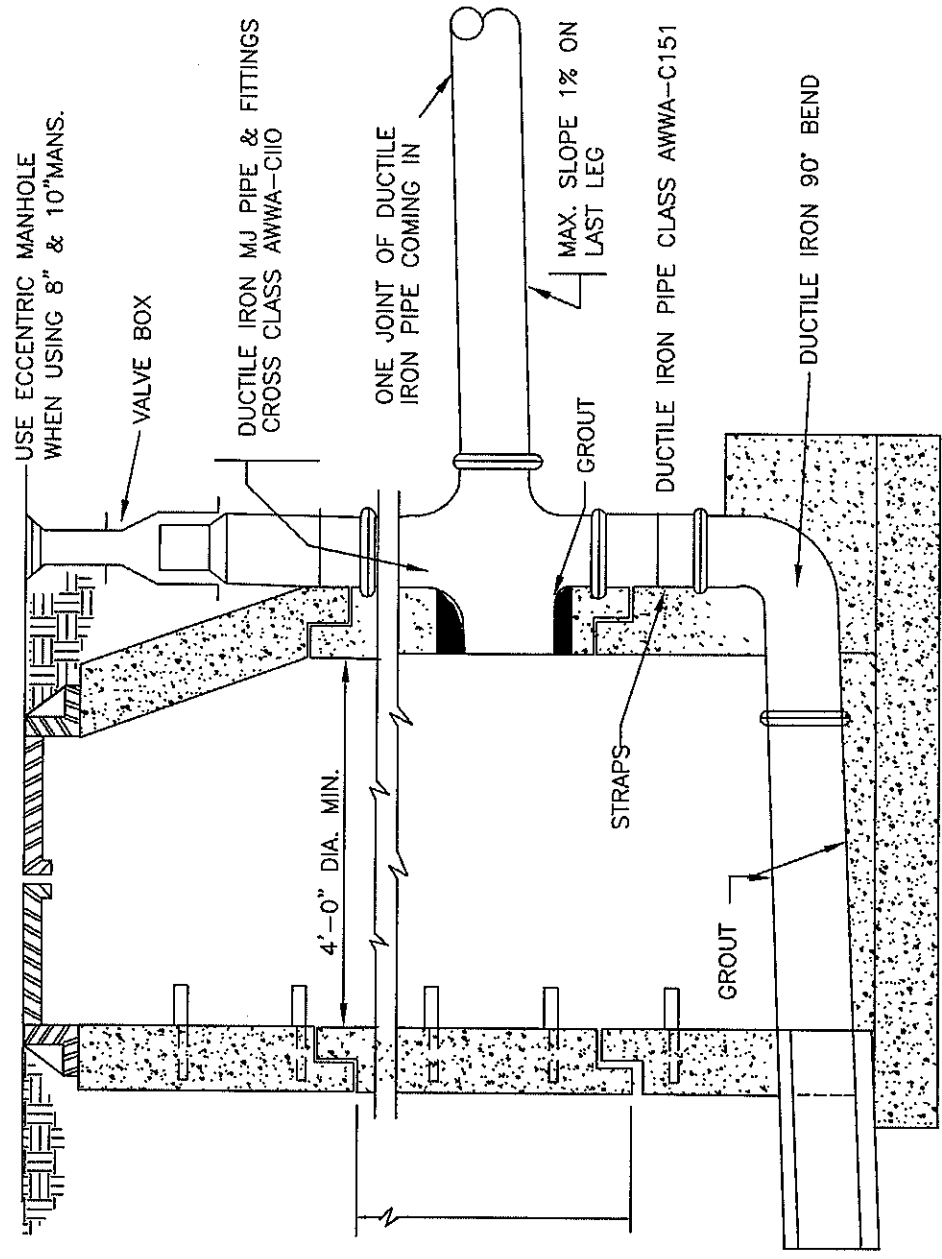 USE ECCENTRIC MANHOLE
WHEN USING 8" & 10"MANS.
VALVE BOX
DUCTILE IRON MJ PIPE & FITTINGS
CROSS CLASS AWWA-CIIO
ONE JOINT OF DUCTILE
IRON PIPE COMING IN
MAX. SLOPE 1% ON
LAST LEG
GROUT
DUCTILE IRON PIPE CLASS AWWA-C151
DUCTILE IRON 90° BEND
4'-0" DIA. MIN.
STRAPS
GROUT